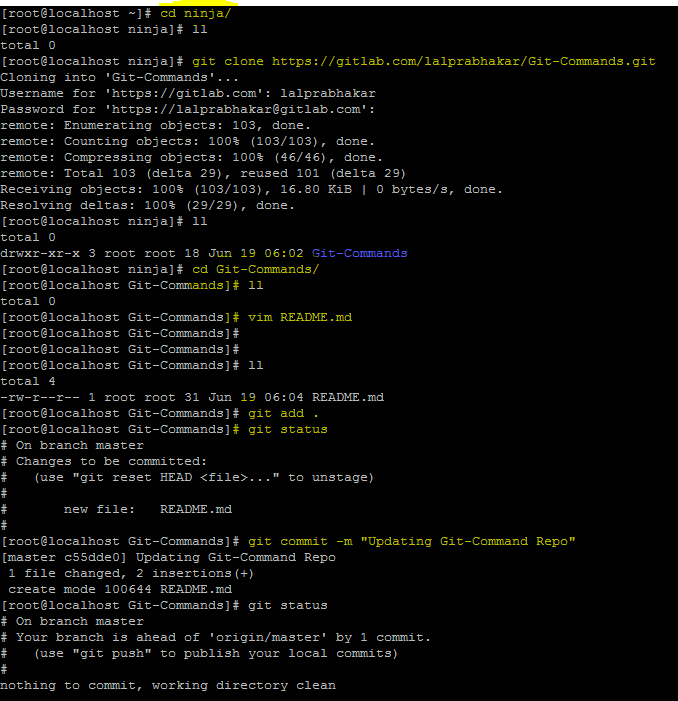 [root@localhost ~]# cd ninja/
[root@localhost ninja]# ll
total 0
[root@localhost ninja]# git clone https://gitlab.com/lalprabhakar/Git-Commands.git
Cloning into 'Git-Commands'...
Username for 'https://gitlab.com': lalprabhakar
Password for 'https://lalprabhakar@gitlab.com':
remote: Enumerating objects: 103, done.
remote: Counting objects: 100% (103/103), done.
remote: Compressing objects: 100% (46/46), done.
remote: Total 103 (delta 29), reused 101 (delta 29)
Receiving objects: 100% (103/103), 16.80 KiB | 0 bytes/s, done.
Resolving deltas: 100% (29/29), done.
[root@localhost ninja]# ll
total 0
drwxr-xr-x 3 root root 18 Jun 19 06:02 Git-Commands
[root@localhost ninja]# cd Git-Commands/
[root@localhost Git-Commands]# ll
total 0
[root@localhost Git-Commands]# vim README.md
[root@localhost Git-Commands]#
[root@localhost Git-Commands]#
[root@localhost Git-Commands]# ll
total 4
-rw-r--r-- 1 root root 31 Jun 19 06:04 README.md
[root@localhost Git-Commands]# git add .
[root@localhost Git-Commands]# git status
# On branch master
# Changes to be committed:
#   (use "git reset HEAD <file>..." to unstage)
#
#       new file:   README.md
#
[root@localhost Git-Commands]# git commit -m "Updating Git-Command Repo"
[master c55dde0] Updating Git-Command Repo
 1 file changed, 2 insertions(+)
 create mode 100644 README.md
[root@localhost Git-Commands]# git status
# On branch master
# Your branch is ahead of 'origin/master' by 1 commit.
#   (use "git push" to publish your local commits)
#
nothing to commit, working directory clean